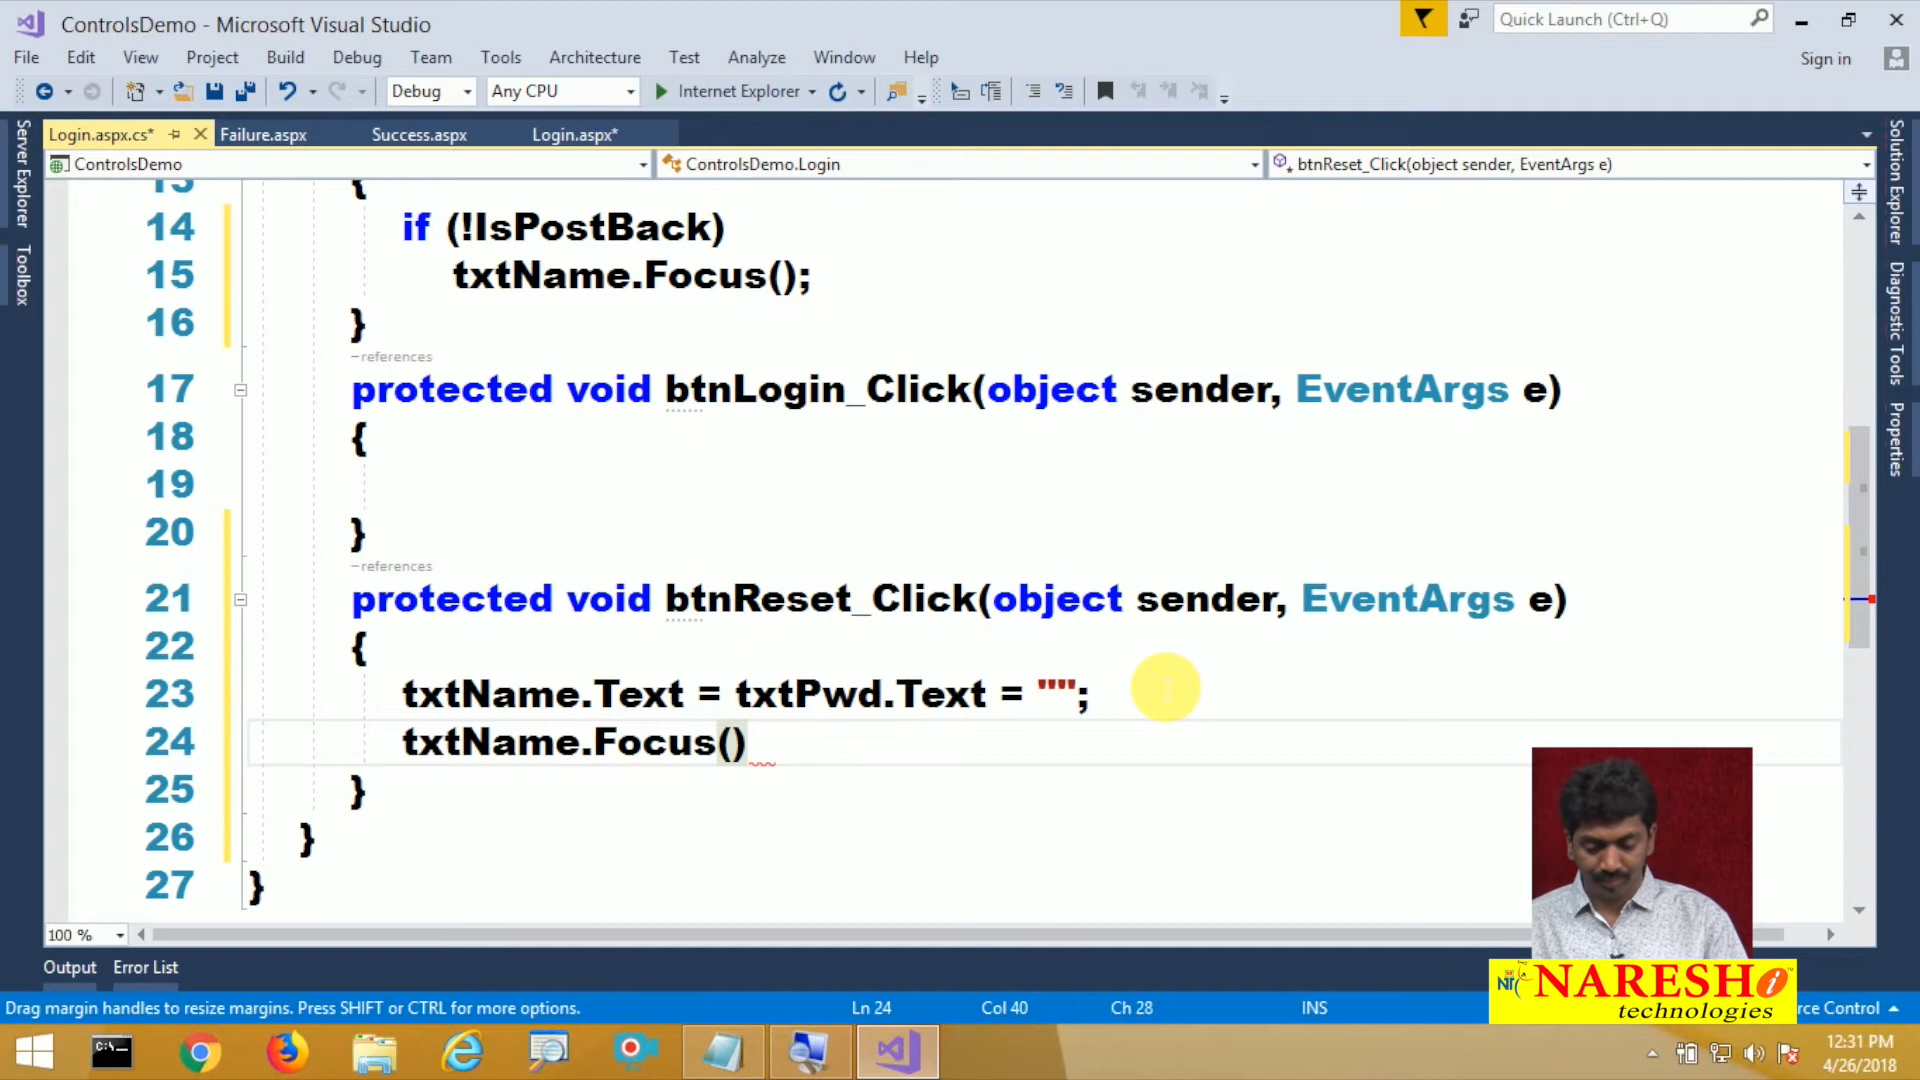 ControlsDemo - Microsoft Visual Studio
Quick Launch (Ctrl+Q)
File Edit View Project Build Debug Team Tools Architecture Test Analyze Window Help
Sign in
Debug Any CPU Internet Explorer
Login.aspx.cs* Failure.aspx Success.aspx Login.aspx*
ControlsDemo ControlsDemo.Login btnReset_Click(object sender, EventArgs e)
Server Explorer
Toolbox
Solution Explorer
Diagnostic Tools
Properties
13 {
14 if (!IsPostBack)
15 txtName.Focus();
16 }
–references
17 protected void btnLogin_Click(object sender, EventArgs e)
18 {
19
20 }
–references
21 protected void btnReset_Click(object sender, EventArgs e)
22 {
23 txtName.Text = txtPwd.Text = "";
24 txtName.Focus()
25 }
26 }
27 }
100 %
Output Error List
Drag margin handles to resize margins. Press SHIFT or CTRL for more options.
Ln 24 Col 40 Ch 28 INS
rce Control
NARESH i
technologies
C:\
12:31 PM
4/26/2018